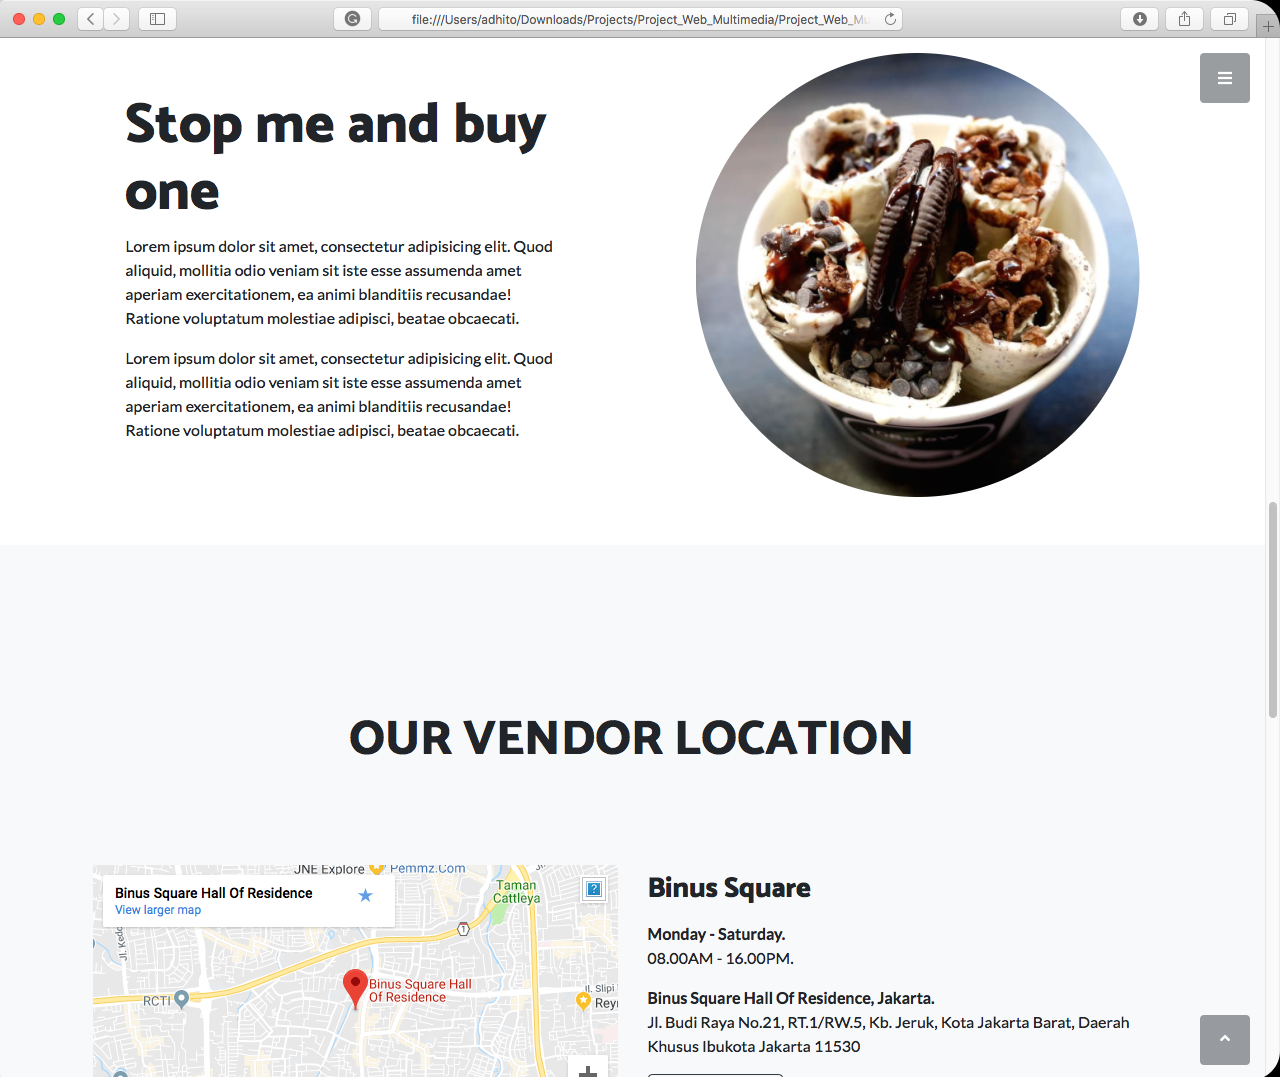 file:///Users/adhito/Downloads/Projects/Project_Web_Multimedia/Project_Web_Mu
Stop me and buy
one
Lorem ipsum dolor sit amet, consectetur adipisicing elit. Quod
aliquid, mollitia odio veniam sit iste esse assumenda amet
aperiam exercitationem, ea animi blanditiis recusandae!
Ratione voluptatum molestiae adipisci, beatae obcaecati.
Lorem ipsum dolor sit amet, consectetur adipisicing elit. Quod
aliquid, mollitia odio veniam sit iste esse assumenda amet
aperiam exercitationem, ea animi blanditiis recusandae!
Ratione voluptatum molestiae adipisci, beatae obcaecati.
OUR VENDOR LOCATION
JNE Explore
Pemmz.Com
Binus Square Hall Of Residence
View larger map
Taman
Cattleya
1
Jl. Kedo
RCTI
Binus Square Hall
Of Residence
Jl. Slipi
Rey
Binus Square
Monday - Saturday.
08.00AM - 16.00PM.
Binus Square Hall Of Residence, Jakarta.
Jl. Budi Raya No.21, RT.1/RW.5, Kb. Jeruk, Kota Jakarta Barat, Daerah
Khusus Ibukota Jakarta 11530